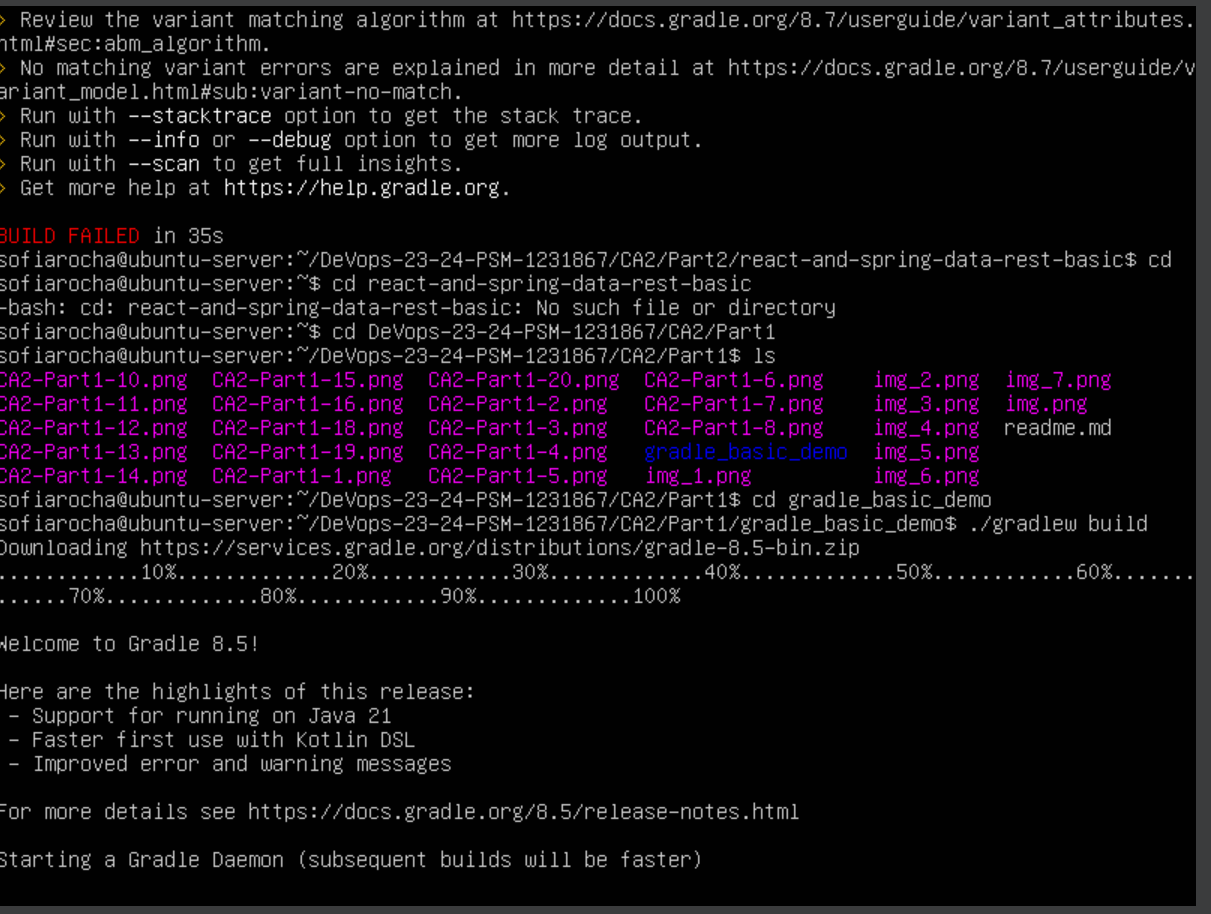 > Review the variant matching algorithm at https://docs.gradle.org/8.7/userguide/variant_attributes.
html#sec:abm_algorithm.
> No matching variant errors are explained in more detail at https://docs.gradle.org/8.7/userguide/v
ariant_model.html#sub:variant-no-match.
> Run with --stacktrace option to get the stack trace.
> Run with --info or --debug option to get more log output.
> Run with --scan to get full insights.
> Get more help at https://help.gradle.org.
BUILD FAILED in 35s
sofiarocha@ubuntu-server:~/DeVops-23-24-PSM-1231867/CA2/Part2/react-and-spring-data-rest-basic$ cd
sofiarocha@ubuntu-server:~$ cd react-and-spring-data-rest-basic
-bash: cd: react-and-spring-data-rest-basic: No such file or directory
sofiarocha@ubuntu-server:~$ cd DeVops-23-24-PSM-1231867/CA2/Part1
sofiarocha@ubuntu-server:~/DeVops-23-24-PSM-1231867/CA2/Part1$ ls
CA2-Part1-10.png  CA2-Part1-15.png  CA2-Part1-20.png  CA2-Part1-6.png    img_2.png  img_7.png
CA2-Part1-11.png  CA2-Part1-16.png  CA2-Part1-2.png   CA2-Part1-7.png    img_3.png  img.png
CA2-Part1-12.png  CA2-Part1-18.png  CA2-Part1-3.png   CA2-Part1-8.png    img_4.png  readme.md
CA2-Part1-13.png  CA2-Part1-19.png  CA2-Part1-4.png   gradle_basic_demo  img_5.png
CA2-Part1-14.png  CA2-Part1-1.png   CA2-Part1-5.png   img_1.png          img_6.png
sofiarocha@ubuntu-server:~/DeVops-23-24-PSM-1231867/CA2/Part1$ cd gradle_basic_demo
sofiarocha@ubuntu-server:~/DeVops-23-24-PSM-1231867/CA2/Part1/gradle_basic_demo$ ./gradlew build
Downloading https://services.gradle.org/distributions/gradle-8.5-bin.zip
............10%.............20%............30%.............40%.............50%............60%.......
......70%.............80%............90%.............100%
Welcome to Gradle 8.5!
Here are the highlights of this release:
- Support for running on Java 21
- Faster first use with Kotlin DSL
- Improved error and warning messages
For more details see https://docs.gradle.org/8.5/release-notes.html
Starting a Gradle Daemon (subsequent builds will be faster)